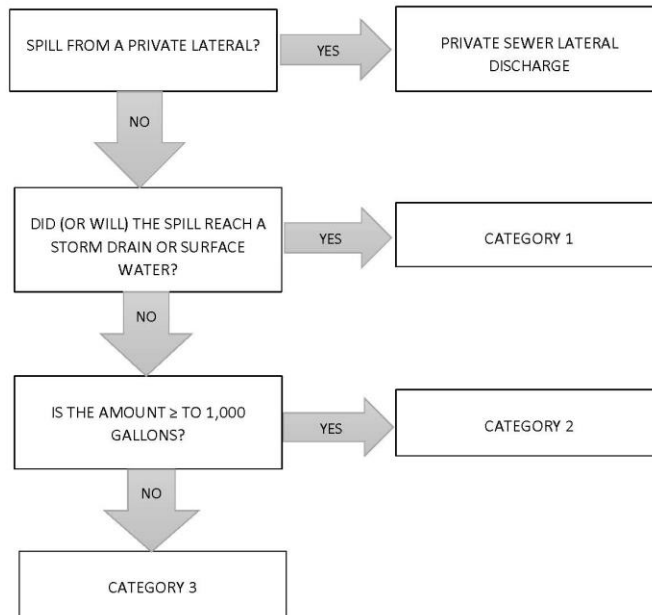 SPILL FROM A PRIVATE LATERAL?
YES
PRIVATE SEWER LATERAL
DISCHARGE
NO
DID (OR WILL) THE SPILL REACH A
STORM DRAIN OR SURFACE
WATER?
YES
CATEGORY 1
NO
IS THE AMOUNT ≥ TO 1,000
GALLONS?
YES
CATEGORY 2
NO
CATEGORY 3